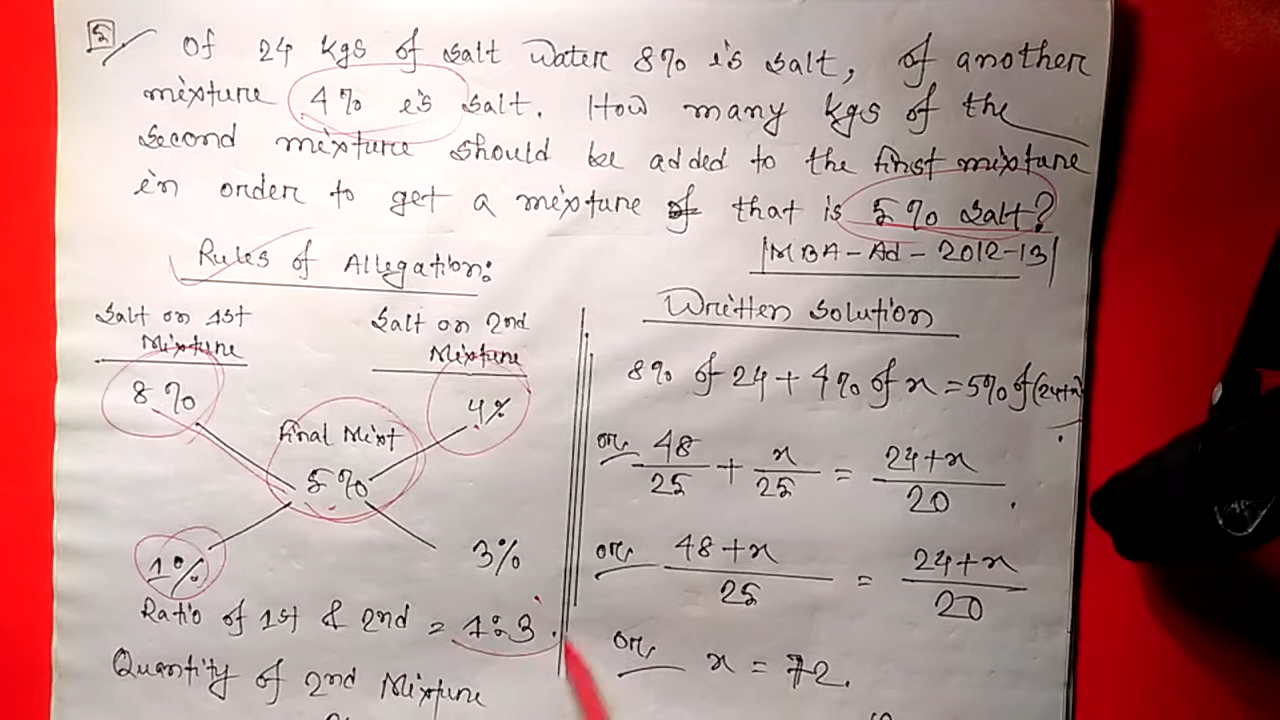 5/ Of 24 kgs of salt water 8% is salt, of another
mixture 4% is salt. How many kgs of the
second mixture should be added to the first mixture
in order to get a mixture of that is 5% salt?
|MBA-Ad-2012-13|
Rules of Allegation:
Salt on 1st
Mixture
Salt on 2nd
Mixture
8%
4%
Final Mixt
5%
1%
3%
Ratio of 1st & 2nd = 1:3.
Quantity of 2nd Mixture
Written Solution
8% of 24 + 4% of x = 5% of (24+x)
or, 48/25 + x/25 = 24+x/20.
or, 48+x/25 = 24+x/20
or, x = 72.